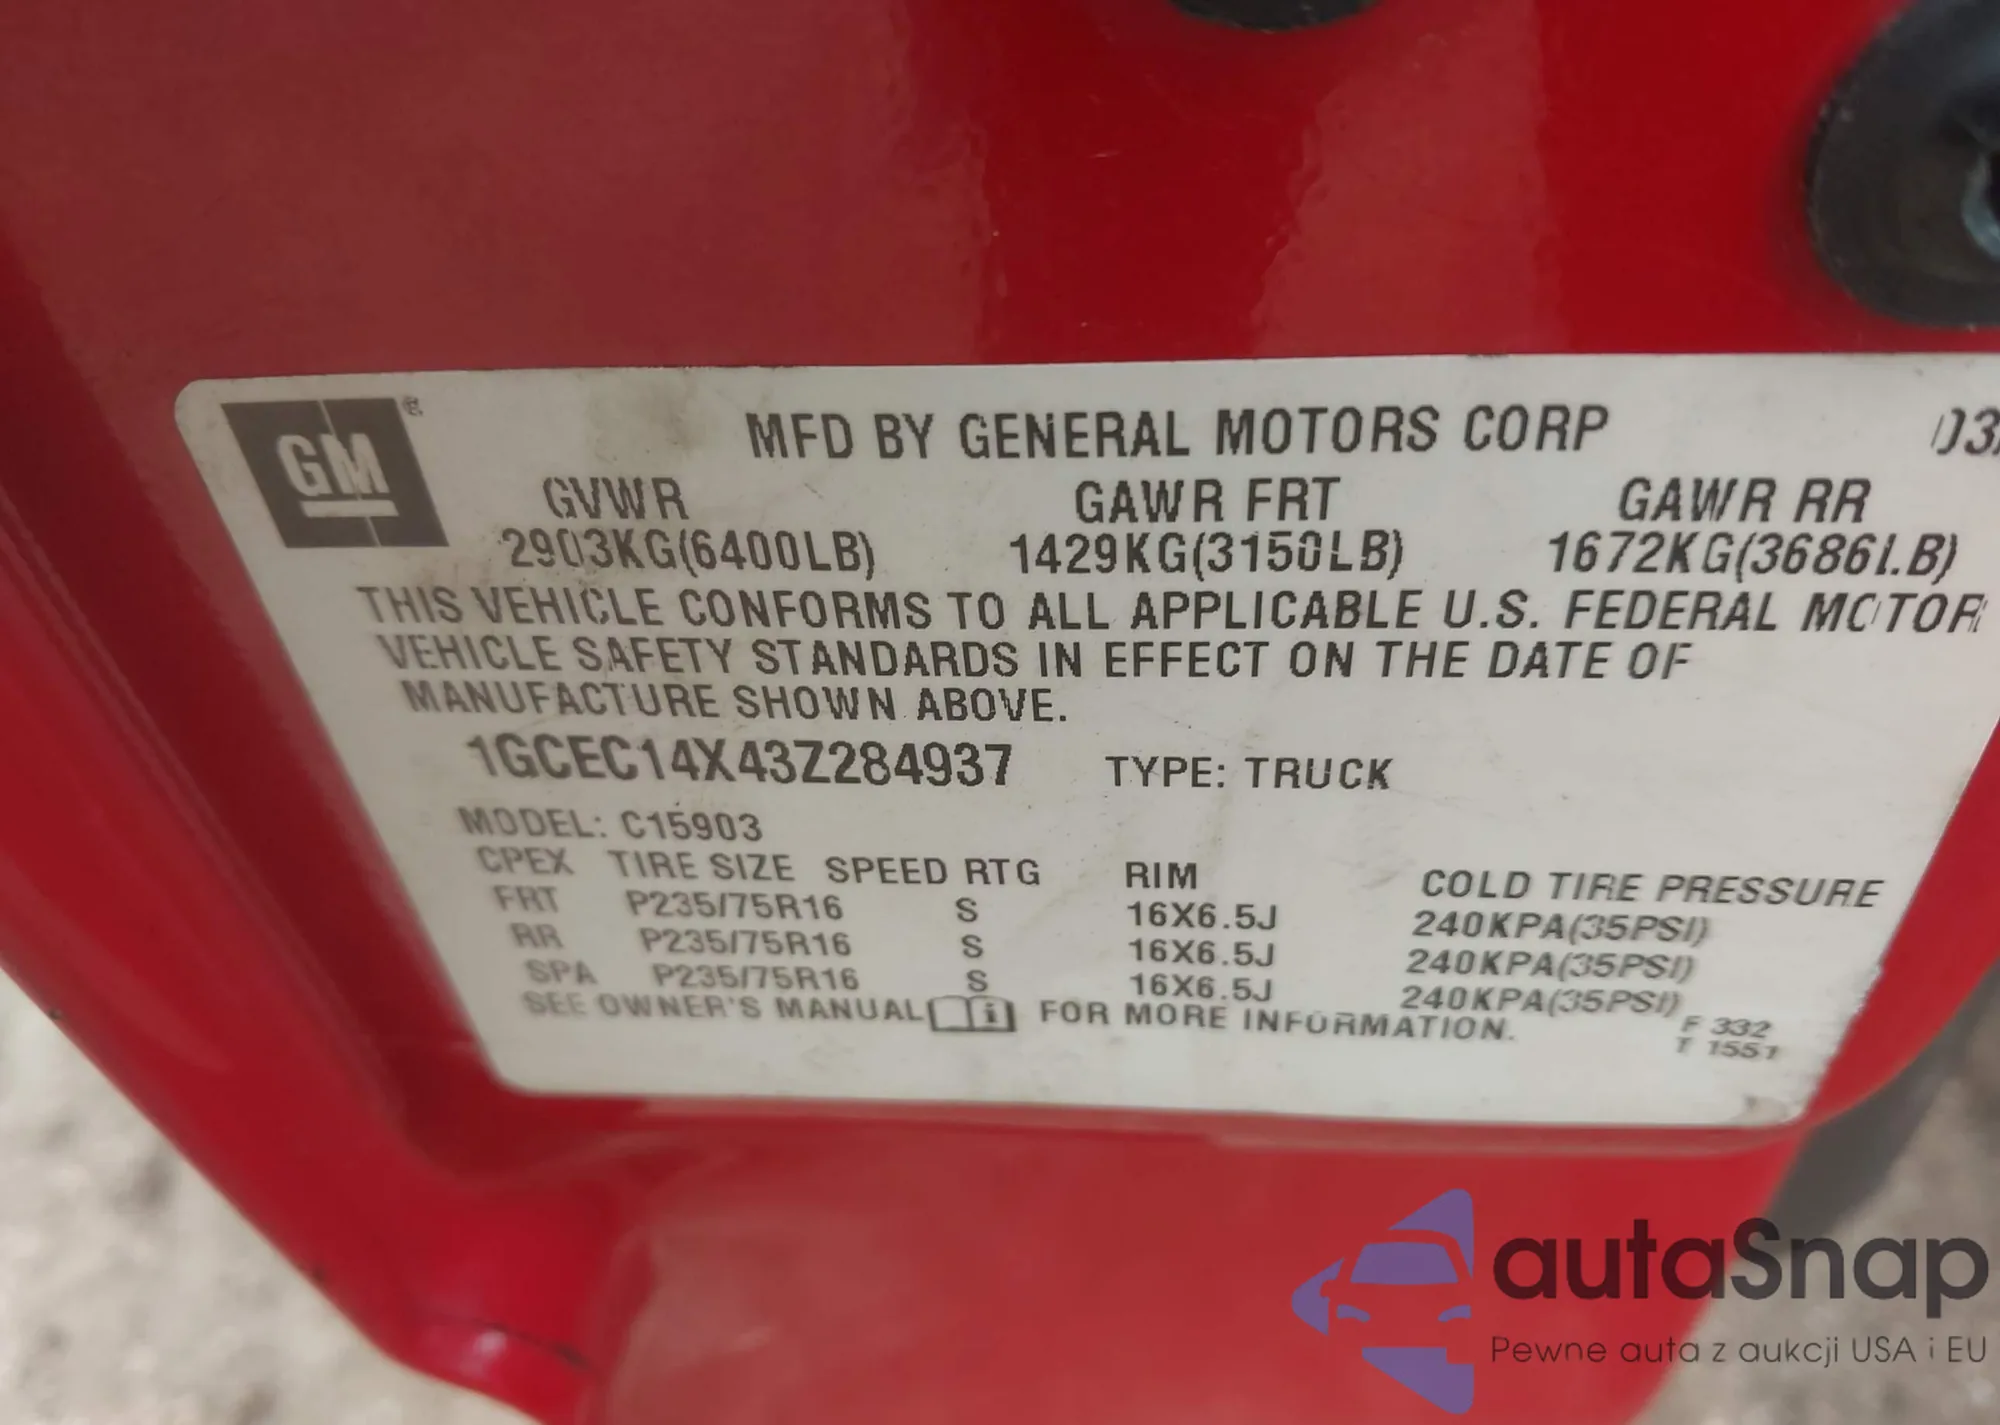 GM ®
MFD BY GENERAL MOTORS CORP 03/
GVWR GAWR FRT GAWR RR
2903KG(6400LB) 1429KG(3150LB) 1672KG(3686LB)
THIS VEHICLE CONFORMS TO ALL APPLICABLE U.S. FEDERAL MOTOR
VEHICLE SAFETY STANDARDS IN EFFECT ON THE DATE OF
MANUFACTURE SHOWN ABOVE.
1GCEC14X43Z284937 TYPE: TRUCK
MODEL: C15903
CPEX TIRE SIZE SPEED RTG RIM COLD TIRE PRESSURE
FRT P235/75R16 S 16X6.5J 240KPA(35PSI)
RR P235/75R16 S 16X6.5J 240KPA(35PSI)
SPA P235/75R16 S 16X6.5J 240KPA(35PSI)
SEE OWNER'S MANUAL i FOR MORE INFORMATION.
F 332
T 1551
autaSnap
Pewne auta z aukcji USA i EU